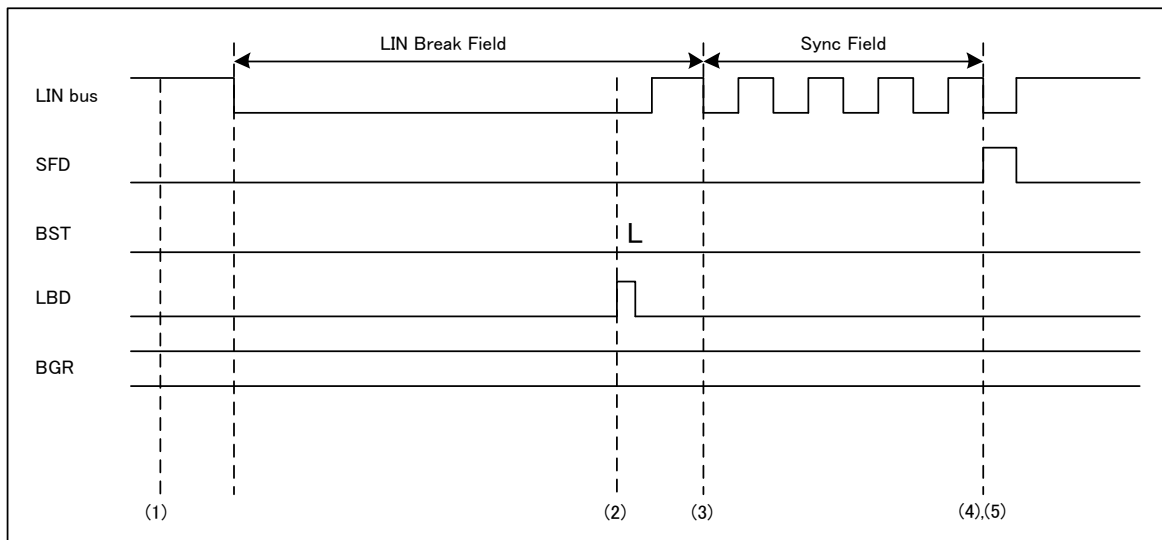 LIN Break Field
Sync Field
LIN bus
SFD
BST
L
LBD
BGR
(1)
(2)
(3)
(4),(5)